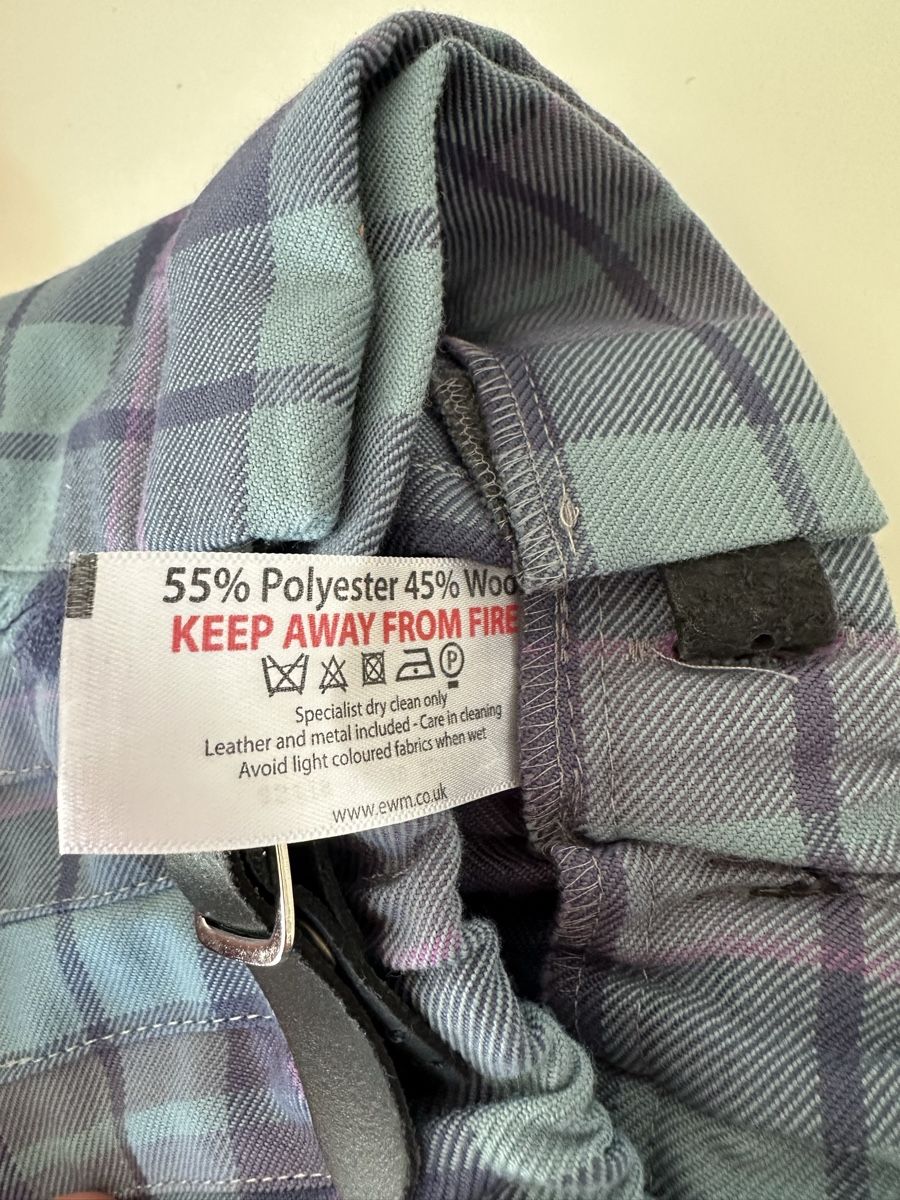 55% Polyester 45% Woo
KEEP AWAY FROM FIRE
P
Specialist dry clean only
Leather and metal included - Care in cleaning
Avoid light coloured fabrics when wet
www.ewm.co.uk